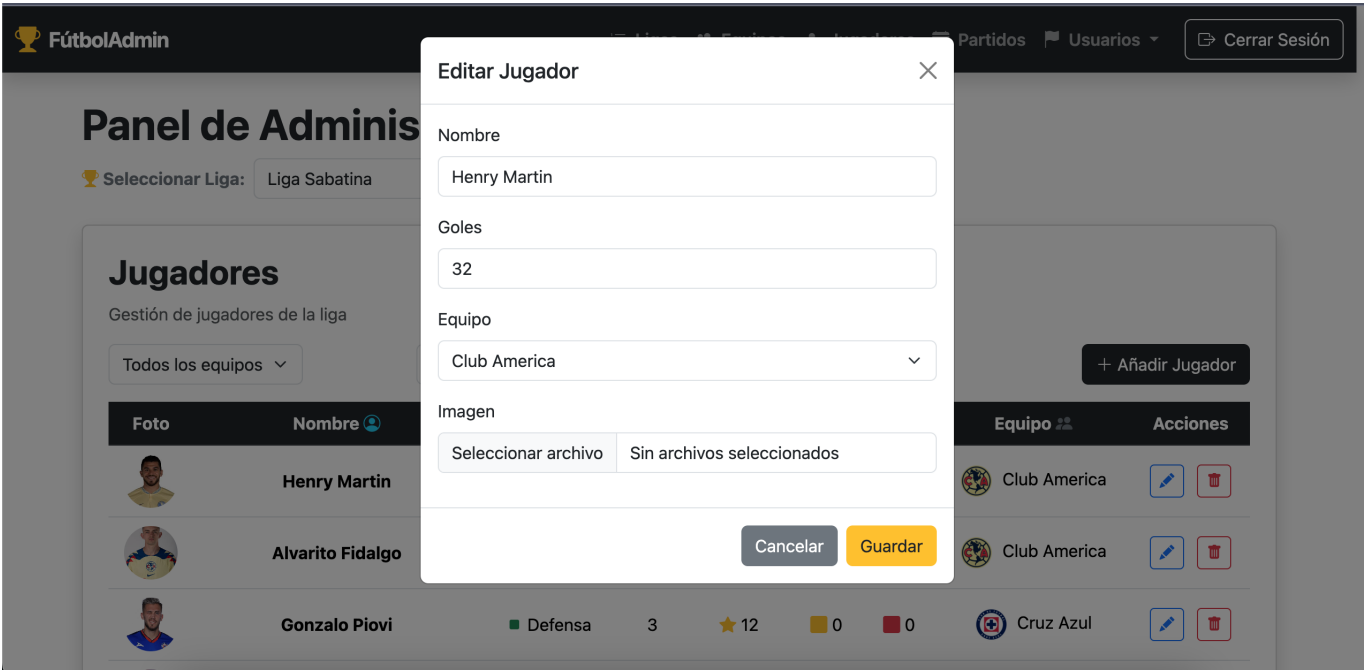 FútbolAdmin
Partidos
Usuarios
Cerrar Sesión
Editar Jugador
Panel de Adminis
Seleccionar Liga:
Liga Sabatina
Nombre
Henry Martin
Goles
32
Equipo
Club America
Imagen
Seleccionar archivo
Sin archivos seleccionados
Cancelar
Guardar
Jugadores
Gestión de jugadores de la liga
Todos los equipos
+ Añadir Jugador
Foto Nombre Equipo Acciones
Henry Martin Club America
Alvarito Fidalgo Club America
Gonzalo Piovi Defensa 3 12 0 0 Cruz Azul